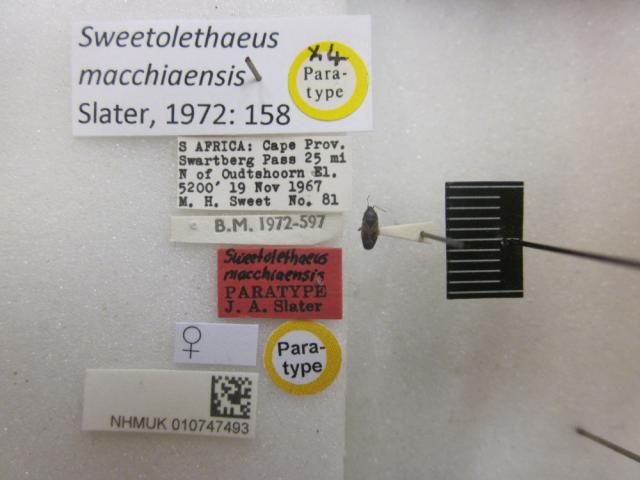 Sweetolethaeus
macchiaensis
Slater, 1972: 158
x4
Para-
type
S AFRICA: Cape Prov.
Swartberg Pass 25 mi
N of Oudtshoorn El.
5200' 19 Nov 1967
M. H. Sweet No. 81
B.M. 1972-597
Sweetolethaeus
macchiaensis
PARATYPE
J. A. Slater
♀
Para-
type
NHMUK 010747493